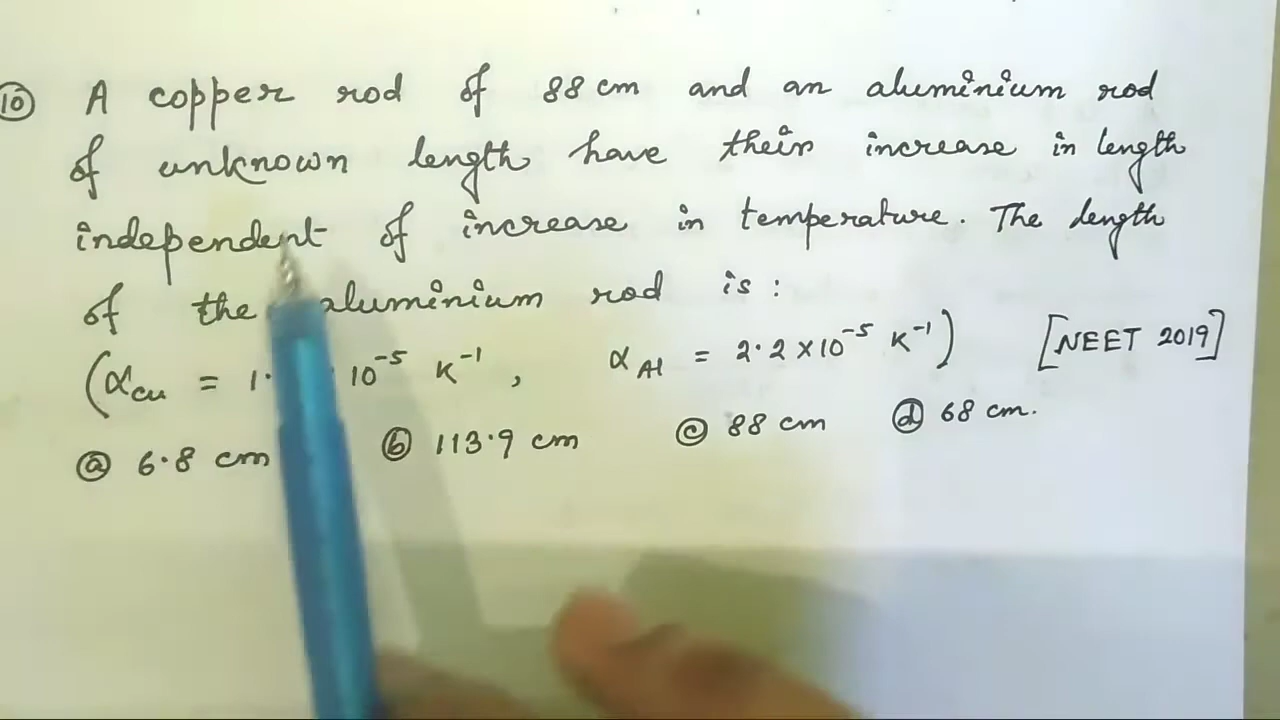 ⑩ A copper rod of 88 cm and an aluminium rod
of unknown length have their increase in length
independent of increase in temperature. The length
of the aluminium rod is :
(α_Cu = 1. 10⁻⁵ K⁻¹ , α_Al = 2.2 × 10⁻⁵ K⁻¹) [NEET 2019]
ⓐ 6.8 cm ⓑ 113.9 cm ⓒ 88 cm ⓓ 68 cm.